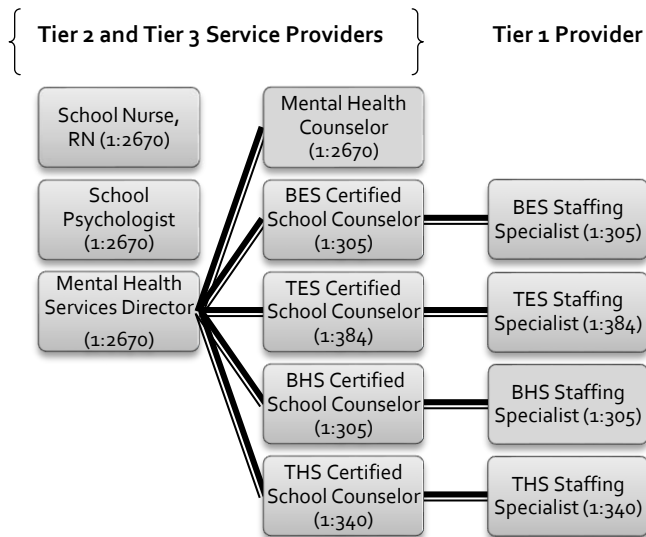 Tier 2 and Tier 3 Service Providers
Tier 1 Provider
School Nurse,
RN (1:2670)
School
Psychologist
(1:2670)
Mental Health
Services Director
(1:2670)
Mental Health
Counselor
(1:2670)
BES Certified
School Counselor
(1:305)
TES Certified
School Counselor
(1:384)
BHS Certified
School Counselor
(1:305)
THS Certified
School Counselor
(1:340)
BES Staffing
Specialist (1:305)
TES Staffing
Specialist (1:384)
BHS Staffing
Specialist (1:305)
THS Staffing
Specialist (1:340)